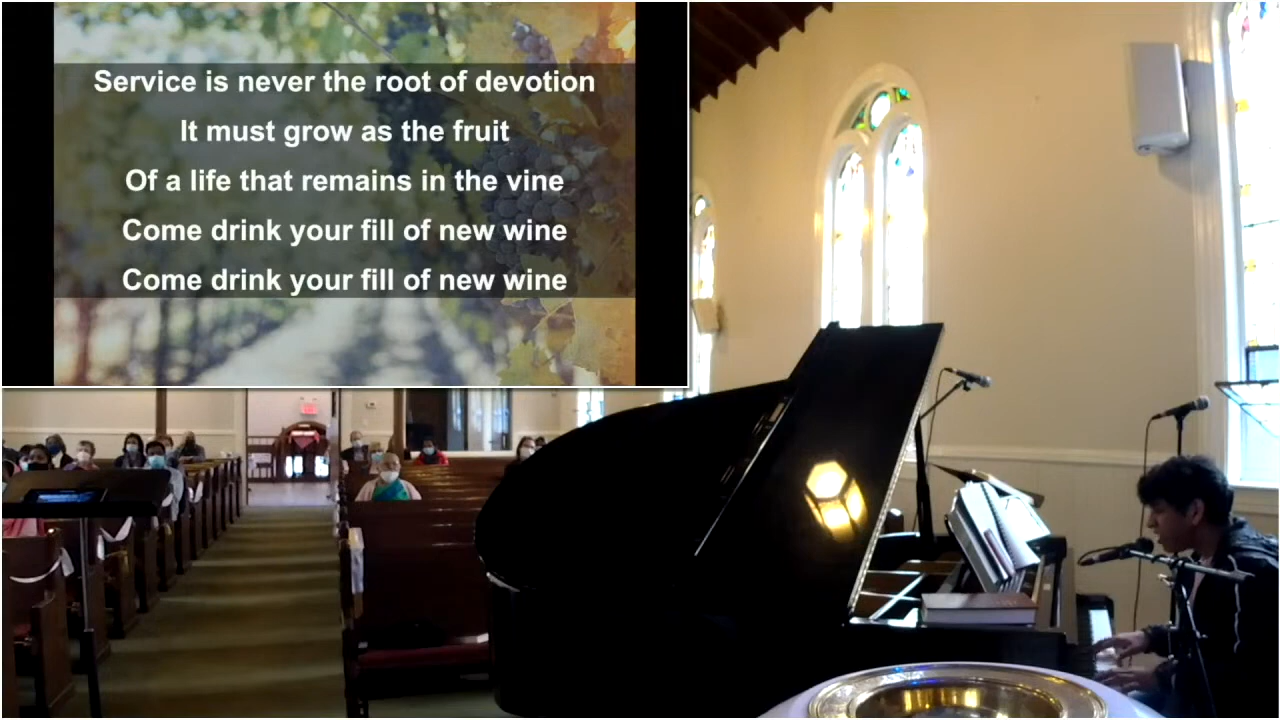 Service is never the root of devotion
It must grow as the fruit
Of a life that remains in the vine
Come drink your fill of new wine
Come drink your fill of new wine